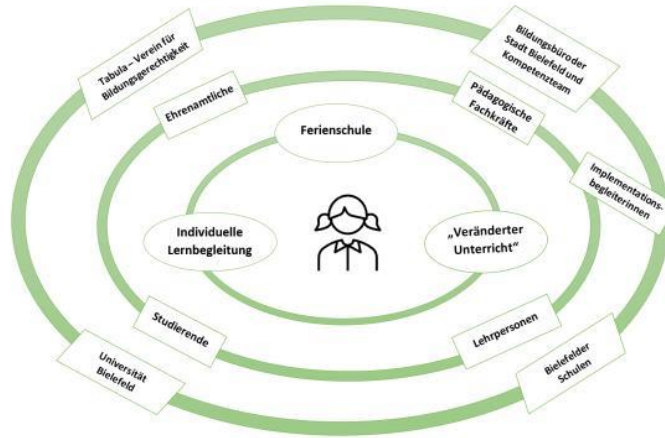 Tabula – Verein für
Bildungsgerechtigkeit
Bildungsbüro der
Stadt Bielefeld und
Kompetenzteam
Ehrenamtliche
Pädagogische
Fachkräfte
Ferienschule
Implementations-
begleiterinnen
Individuelle
Lernbegleitung
„Veränderter
Unterricht“
Studierende
Lehrpersonen
Universität
Bielefeld
Bielefelder
Schulen